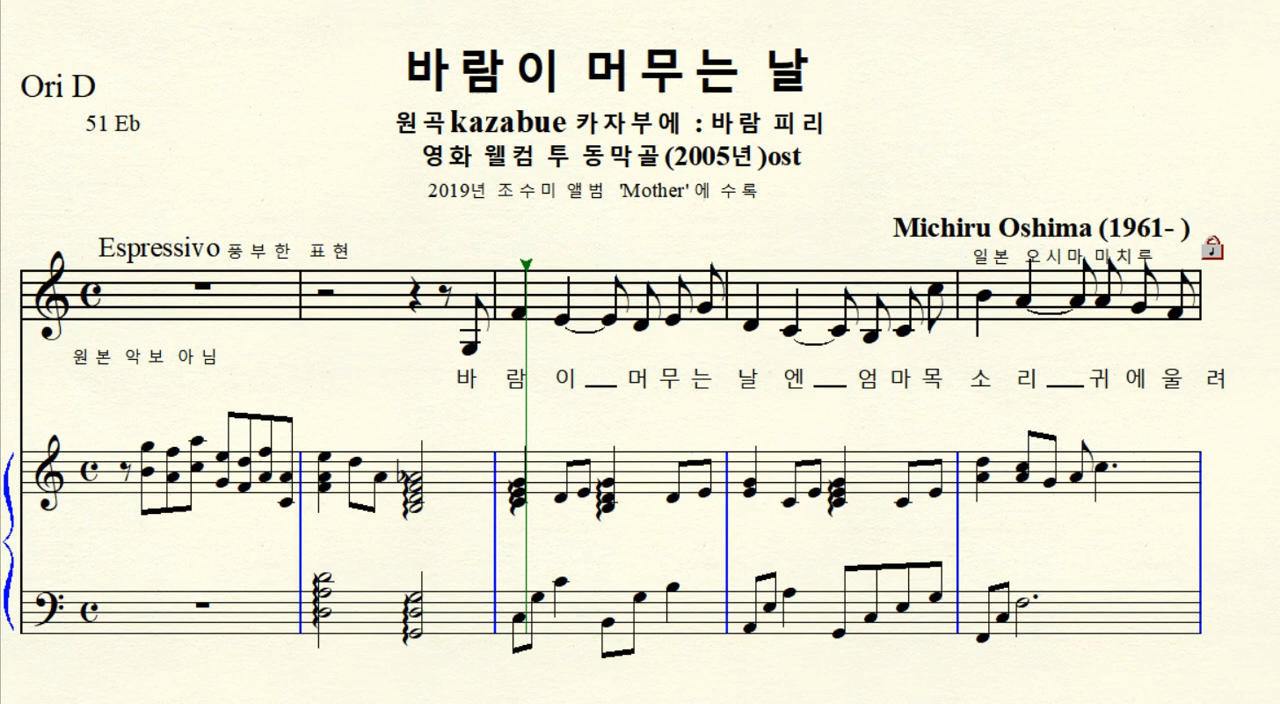 바람이 머무는 날
Ori D
51 Eb
원곡kazabue 카자부에 : 바람 피리
영화 웰컴 투 동막골(2005년)ost
2019년 조수미 앨범 'Mother'에 수록
Michiru Oshima (1961- )
Espressivo 풍부한 표현
일본 오시마 미치루
원본 악보 아님
바 람 이 머 무 는 날 엔 엄 마 목 소 리 귀 에 울 려